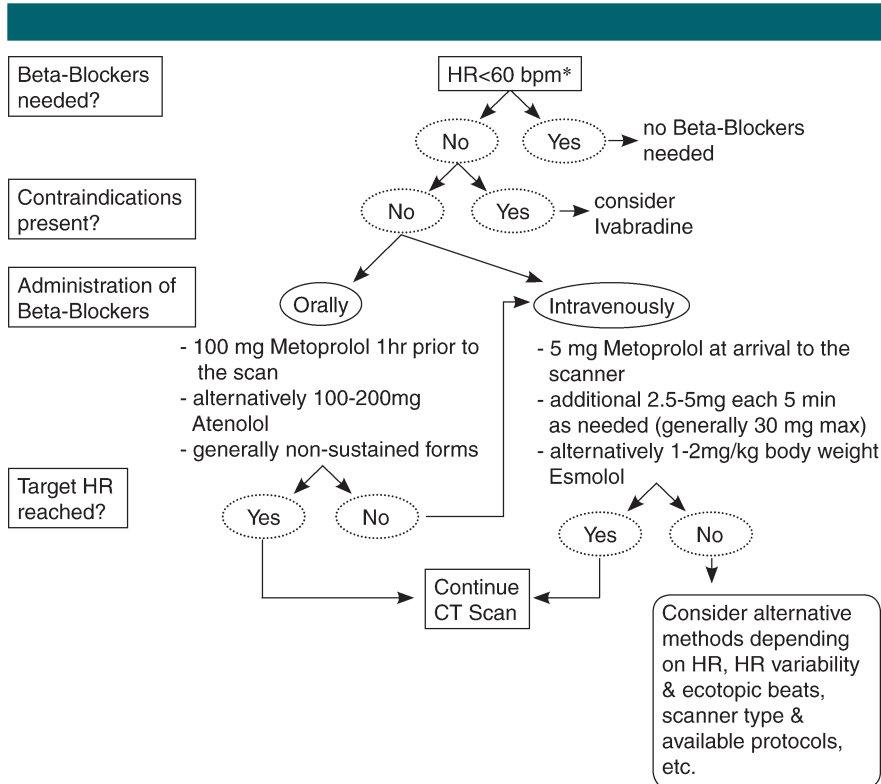 Beta-Blockers
needed?
HR<60 bpm*
No
Yes
no Beta-Blockers
needed
Contraindications
present?
No
Yes
consider
Ivabradine
Administration of
Beta-Blockers
Orally
Intravenously
- 100 mg Metoprolol 1hr prior to
the scan
- alternatively 100-200mg
Atenolol
- generally non-sustained forms
- 5 mg Metoprolol at arrival to the
scanner
- additional 2.5-5mg each 5 min
as needed (generally 30 mg max)
- alternatively 1-2mg/kg body weight
Esmolol
Target HR
reached?
Yes
No
Yes
No
Continue
CT Scan
Consider alternative
methods depending
on HR, HR variability
& ecotopic beats,
scanner type &
available protocols,
etc.